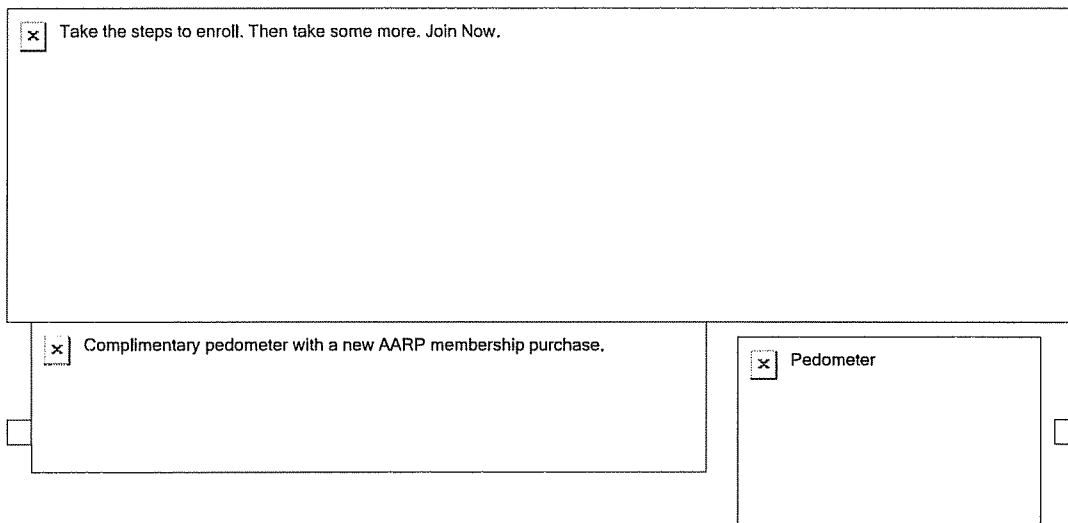 Take the steps to enroll. Then take some more. Join Now.
Complimentary pedometer with a new AARP membership purchase.
Pedometer